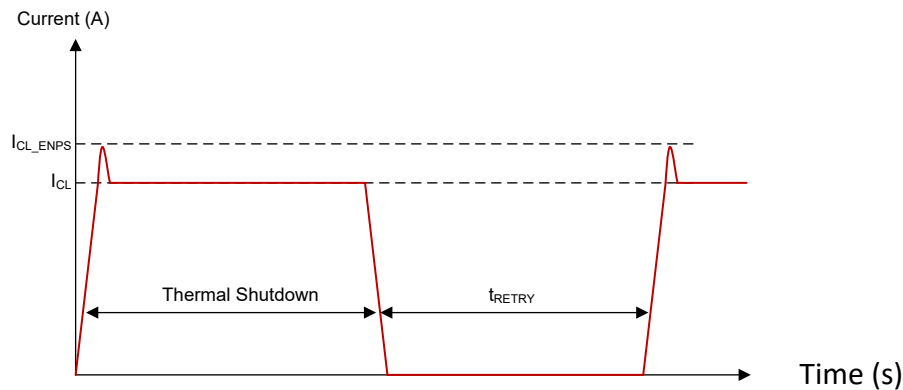 Current (A)
I_CL_ENPS
I_CL
Thermal Shutdown
t_RETRY
Time (s)